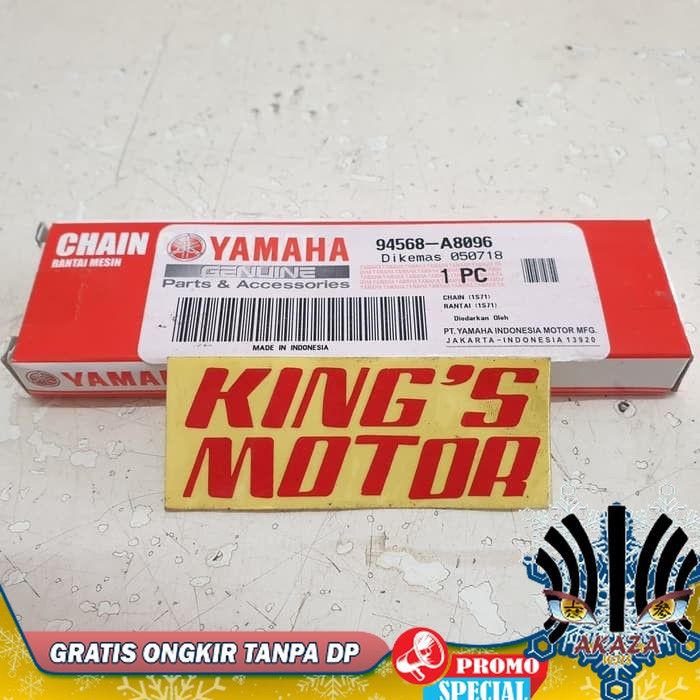 CHAIN
RANTAI MESIN
YAMAHA
GENUINE
Parts & Accessories
MADE IN INDONESIA
94568-A8096
Dikemas 050718
1 PC
CHAIN (1S71)
RANTAI (1S71)
Diedarkan Oleh
PT. YAMAHA INDONESIA MOTOR MFG.
JAKARTA-INDONESIA 13920
YAMAHA
KING'S
MOTOR
AKAZA
GRATIS ONGKIR TANPA DP
PROMO
SPECIAL